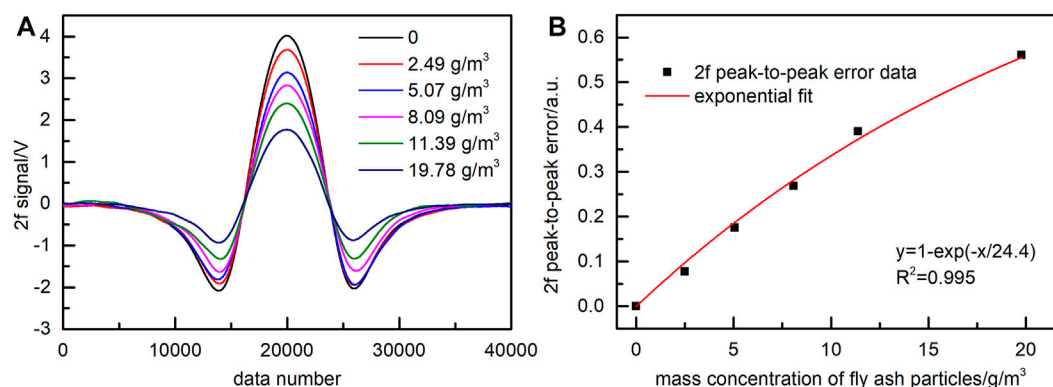 A
4
3
2
1
0
-1
-2
-3
2f signal/V
0
2.49 g/m³
5.07 g/m³
8.09 g/m³
11.39 g/m³
19.78 g/m³
0
10000
20000
30000
40000
data number
B
0.6
0.5
0.4
0.3
0.2
0.1
0.0
2f peak-to-peak error/a.u.
2f peak-to-peak error data
exponential fit
y=1-exp(-x/24.4)
R²=0.995
0
5
10
15
20
mass concentration of fly ash particles/g/m³